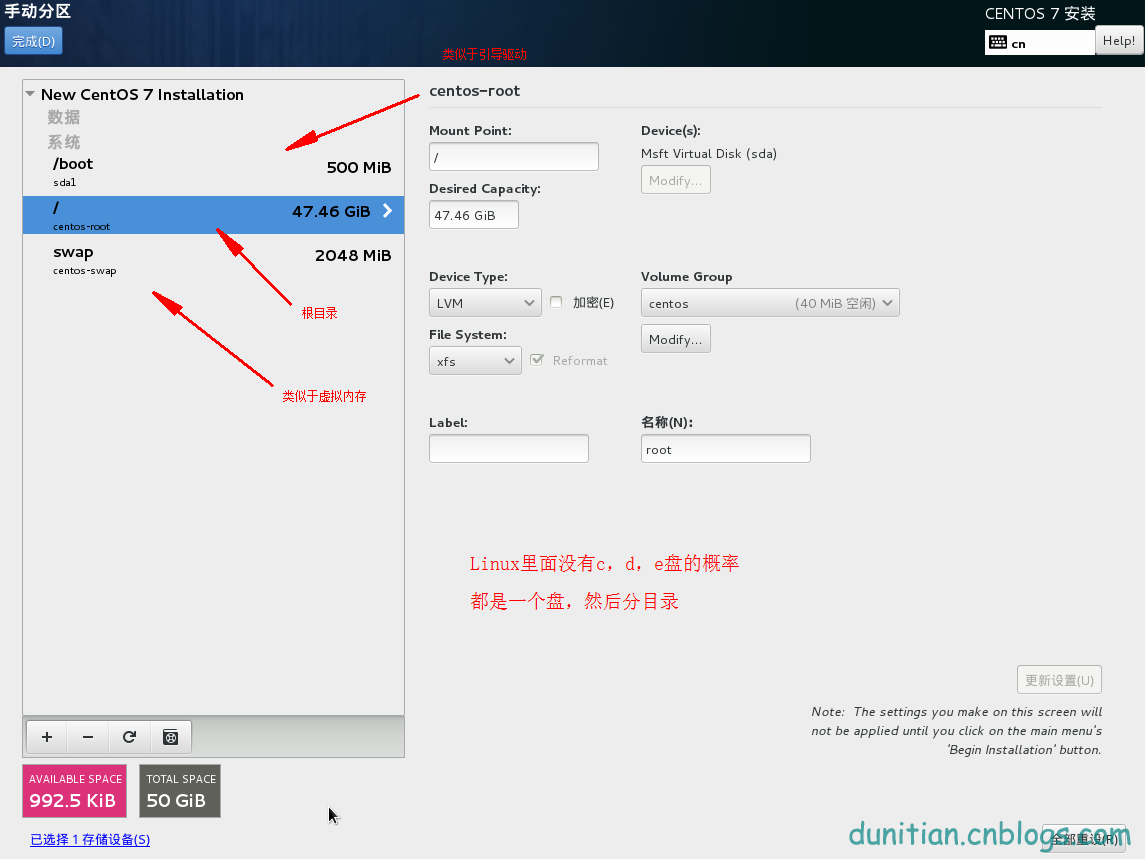 手动分区
CENTOS 7 安装
完成(D)
cn
Help!
类似于引导驱动
New CentOS 7 Installation
数据
系统
/boot
500 MiB
sda1
/
47.46 GiB
centos-root
swap
2048 MiB
centos-swap
根目录
类似于虚拟内存
centos-root
Mount Point:
Device(s):
/
Msft Virtual Disk (sda)
Modify...
Desired Capacity:
47.46 GiB
Device Type:
Volume Group
LVM
加密(E)
centos
(40 MiB 空闲)
File System:
Modify...
xfs
Reformat
Label:
名称(N):
root
Linux里面没有c，d，e盘的概率
都是一个盘，然后分目录
更新设置(U)
Note: The settings you make on this screen will
not be applied until you click on the main menu's
'Begin Installation' button.
AVAILABLE SPACE
992.5 KiB
TOTAL SPACE
50 GiB
已选择 1 存储设备(S)
全部重设(R)
dunitian.cnblogs.com